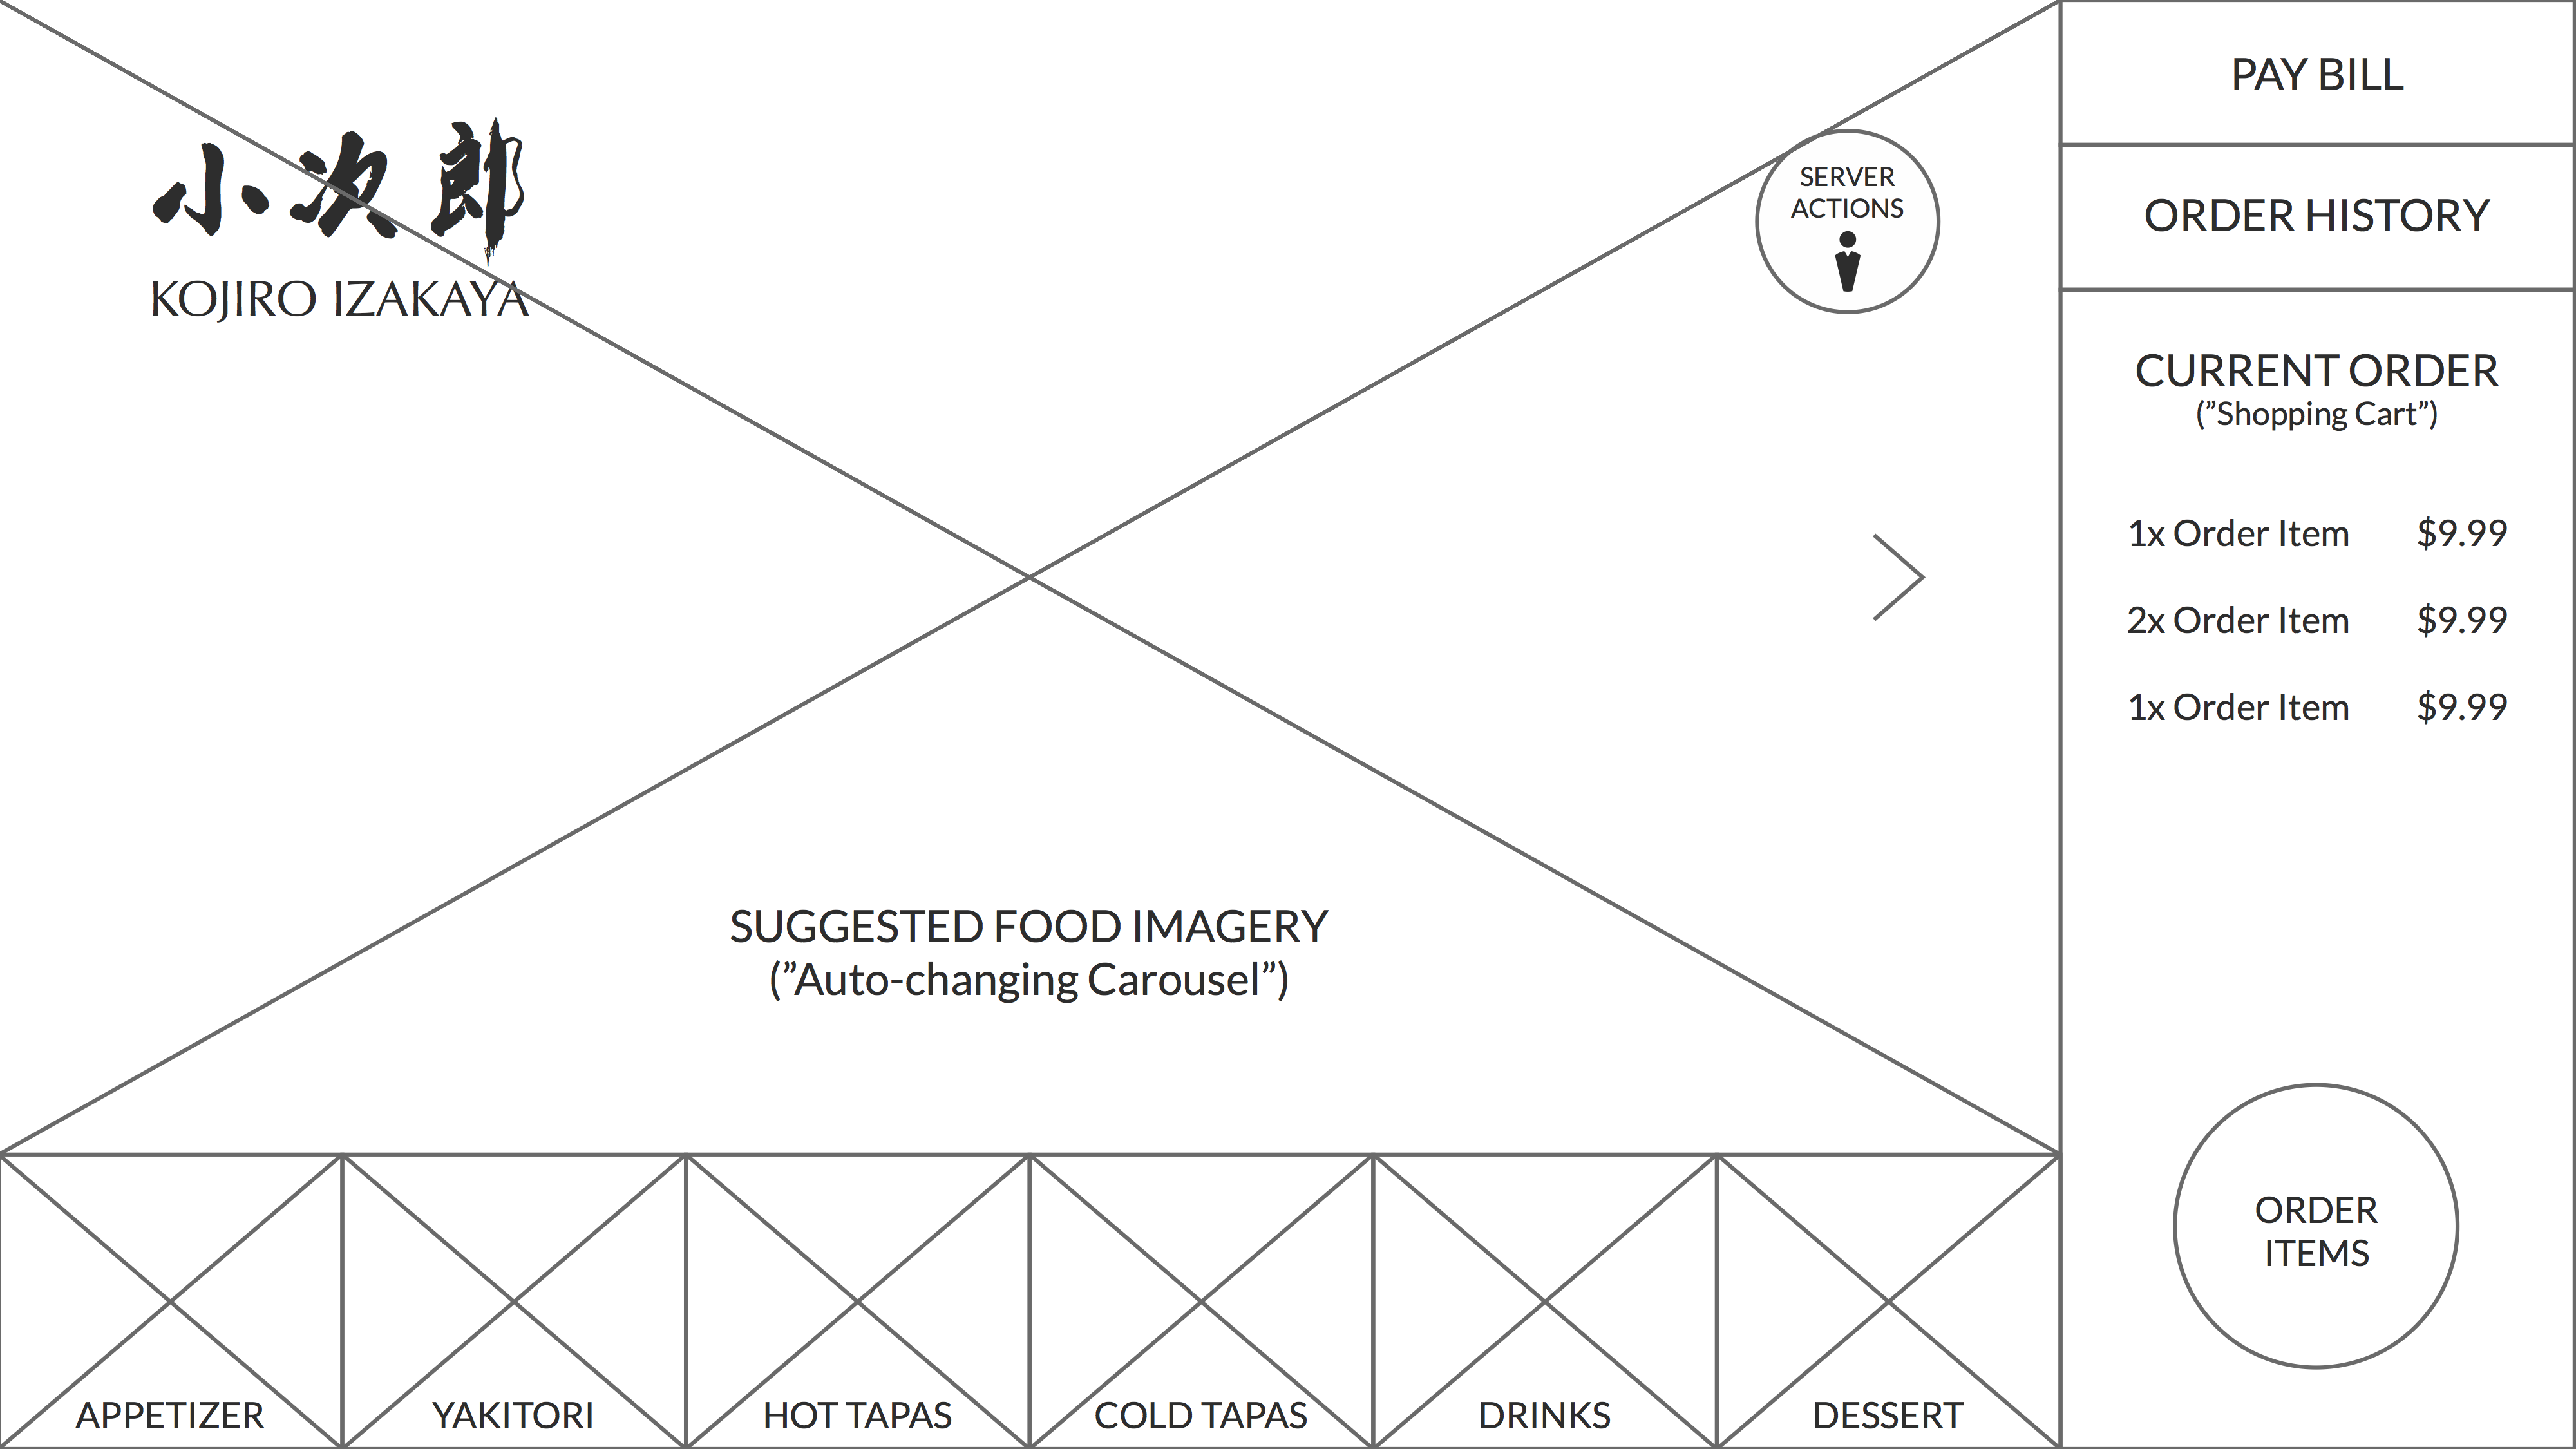 小次郎
KOJIRO IZAKAYA
SERVER
ACTIONS
SUGGESTED FOOD IMAGERY
(”Auto-changing Carousel”)
APPETIZER
YAKITORI
HOT TAPAS
COLD TAPAS
DRINKS
DESSERT
PAY BILL
ORDER HISTORY
CURRENT ORDER
(”Shopping Cart”)
1x Order Item $9.99
2x Order Item $9.99
1x Order Item $9.99
ORDER
ITEMS